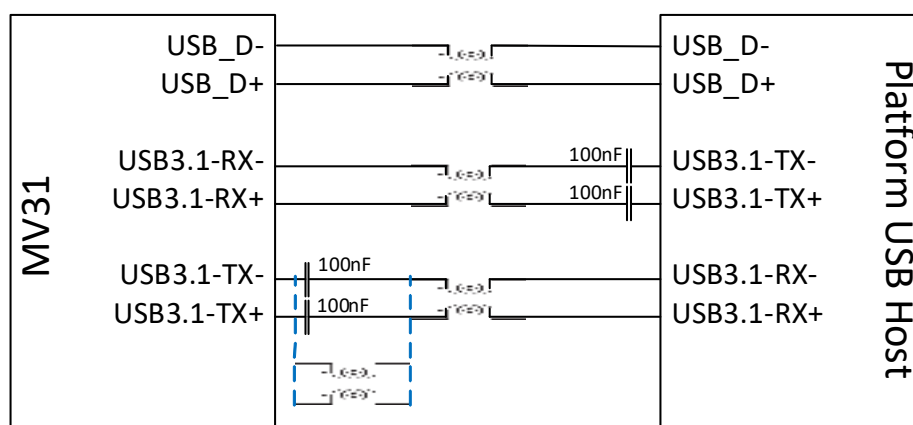 MV31
USB_D-
USB_D+
USB3.1-RX-
USB3.1-RX+
USB3.1-TX-
USB3.1-TX+
100nF
100nF
100nF
100nF
USB_D-
USB_D+
USB3.1-TX-
USB3.1-TX+
USB3.1-RX-
USB3.1-RX+
Platform USB Host